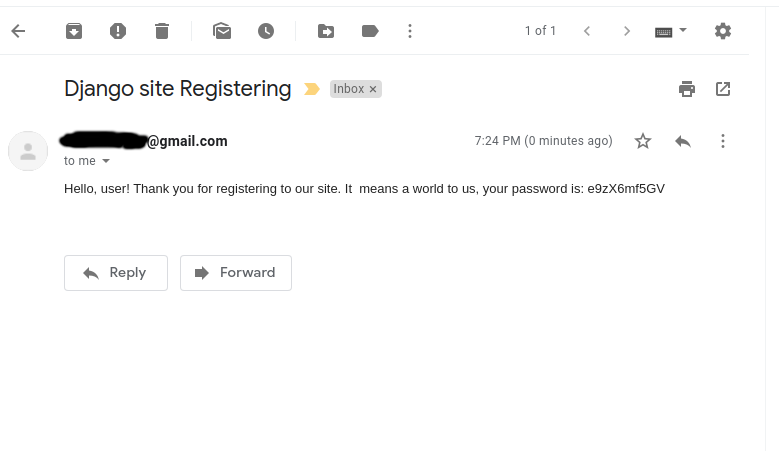 1 of 1
Django site Registering Inbox ×
@gmail.com 7:24 PM (0 minutes ago)
to me
Hello, user! Thank you for registering to our site. It  means a world to us, your password is: e9zX6mf5GV
Reply Forward